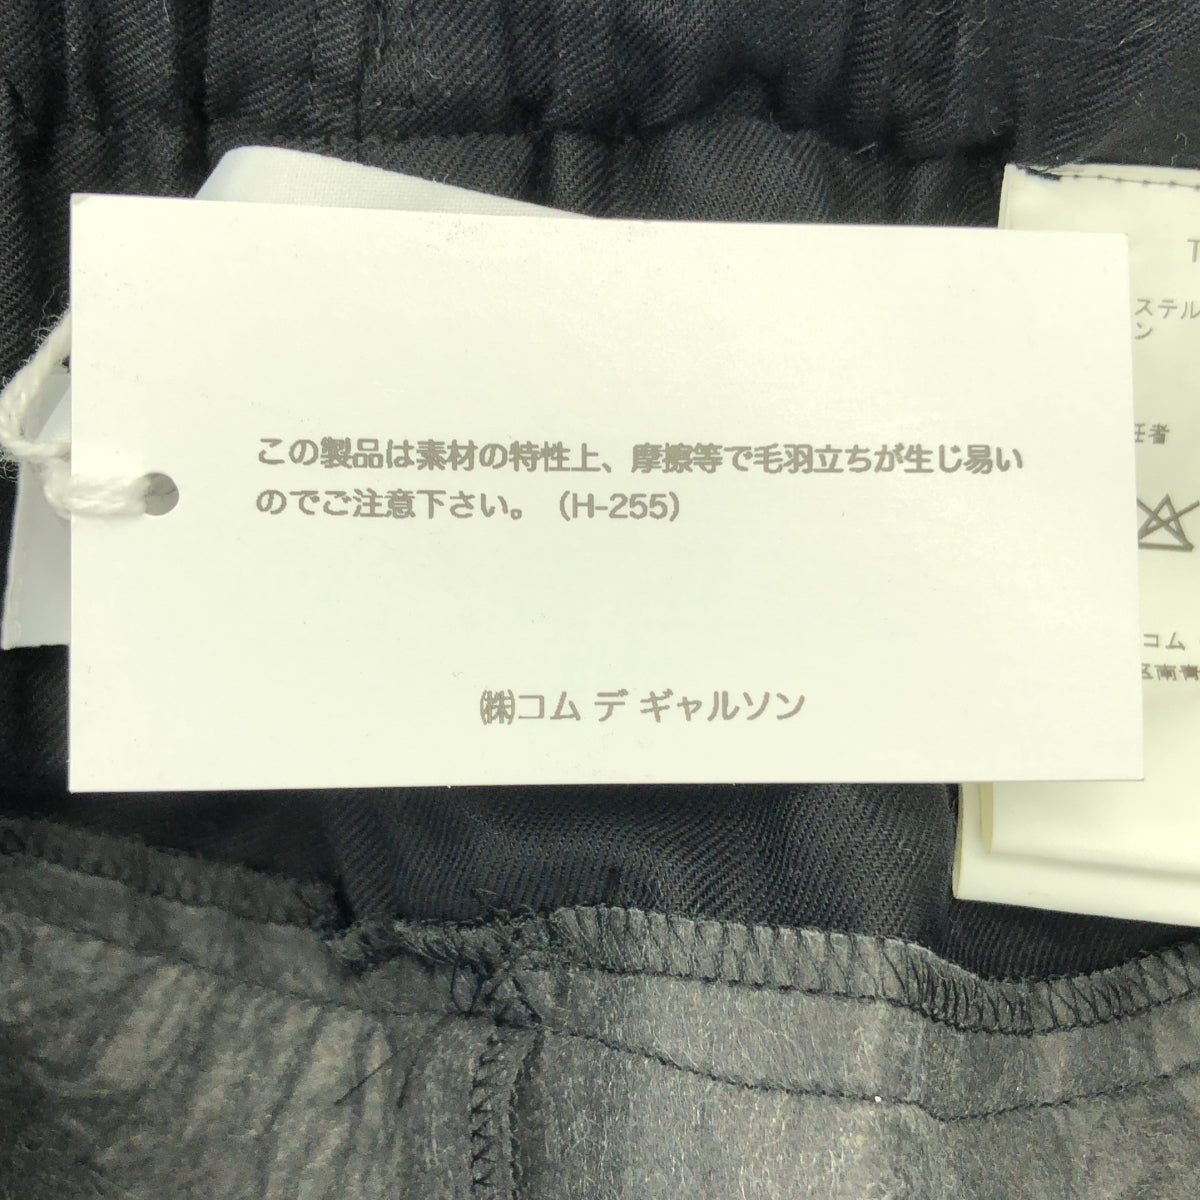 この製品は素材の特性上、摩擦等で毛羽立ちが生じ易い
のでご注意下さい。（H-255）
㈱コム デ ギャルソン
T
ステル
ン
任者
コム
区南青